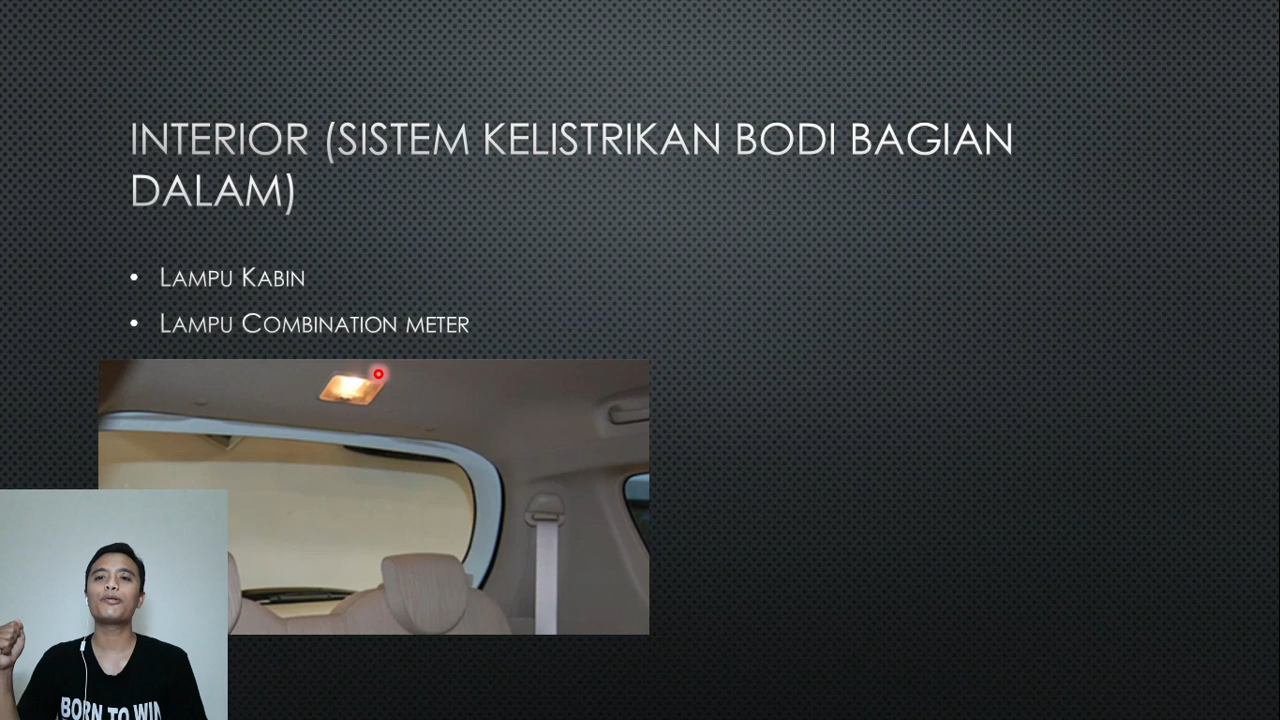 INTERIOR (SISTEM KELISTRIKAN BODI BAGIAN
DALAM)
• LAMPU KABIN
• LAMPU COMBINATION METER
BORN TO WIN